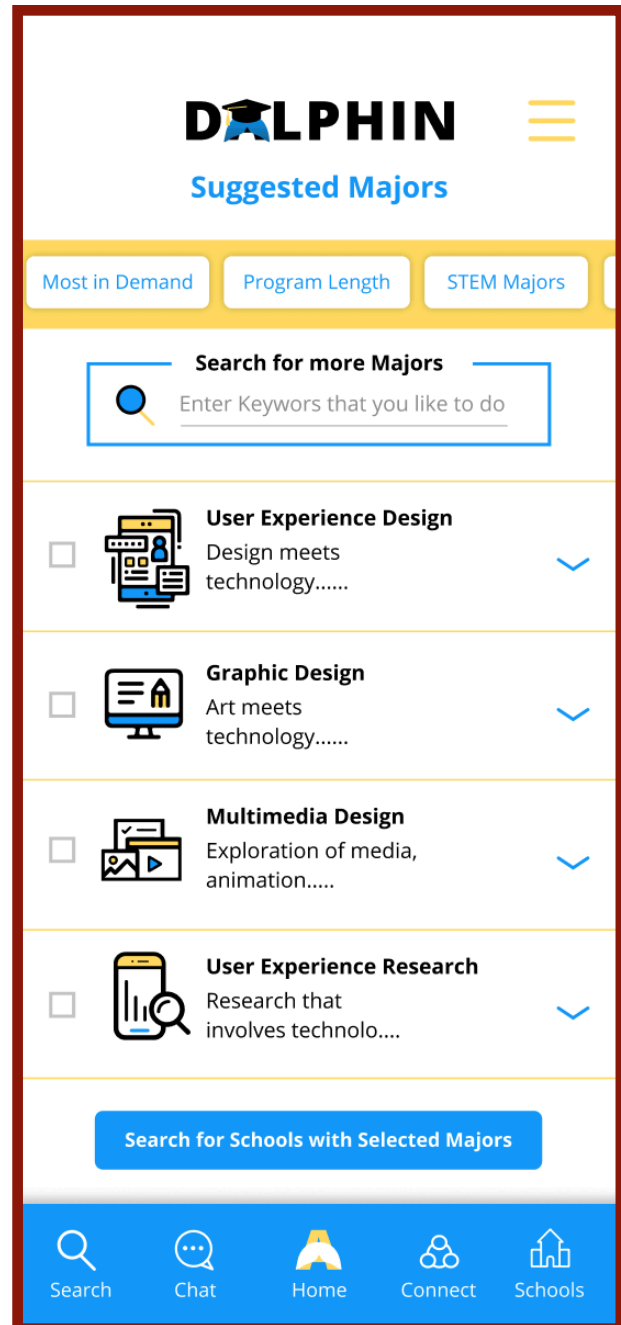 DALPHIN
Suggested Majors
Most in Demand
Program Length
STEM Majors
Search for more Majors
Enter Keywors that you like to do
User Experience Design
Design meets
technology......
Graphic Design
Art meets
technology......
Multimedia Design
Exploration of media,
animation.....
User Experience Research
Research that
involves technolo....
Search for Schools with Selected Majors
Search
Chat
Home
Connect
Schools